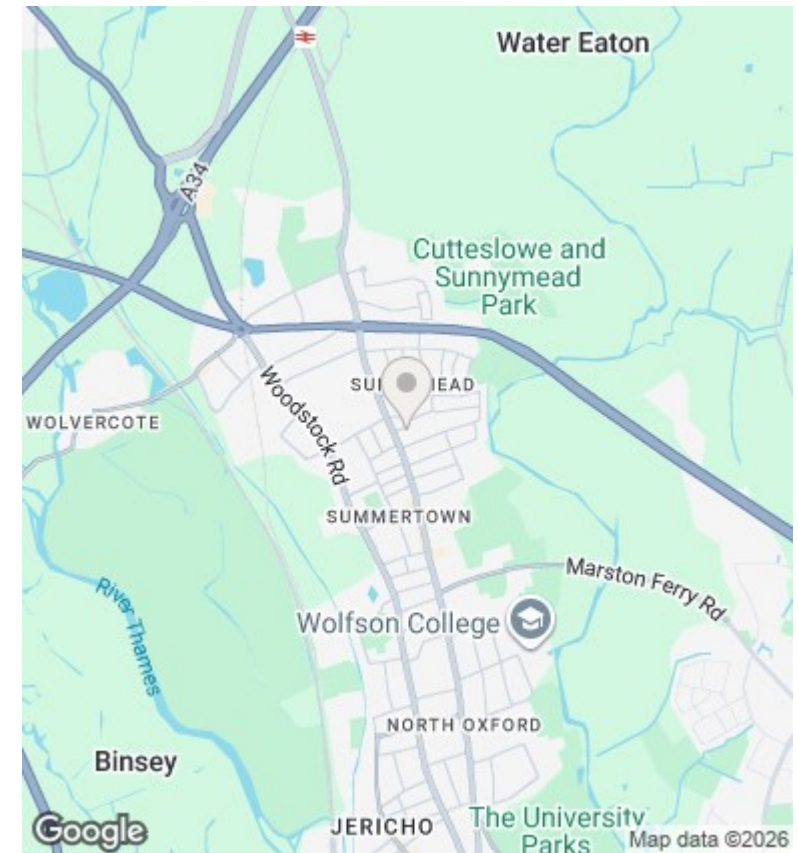 Water Eaton
A34
Cutteslowe and
Sunnymead
Park
WOLVERCOTE
Woodstock Rd
SUMMERTOWN
Marston Ferry Rd
River Thames
Wolfson College
NORTH OXFORD
Binsey
JERICHO
The University
Parks
Google
Map data ©2026